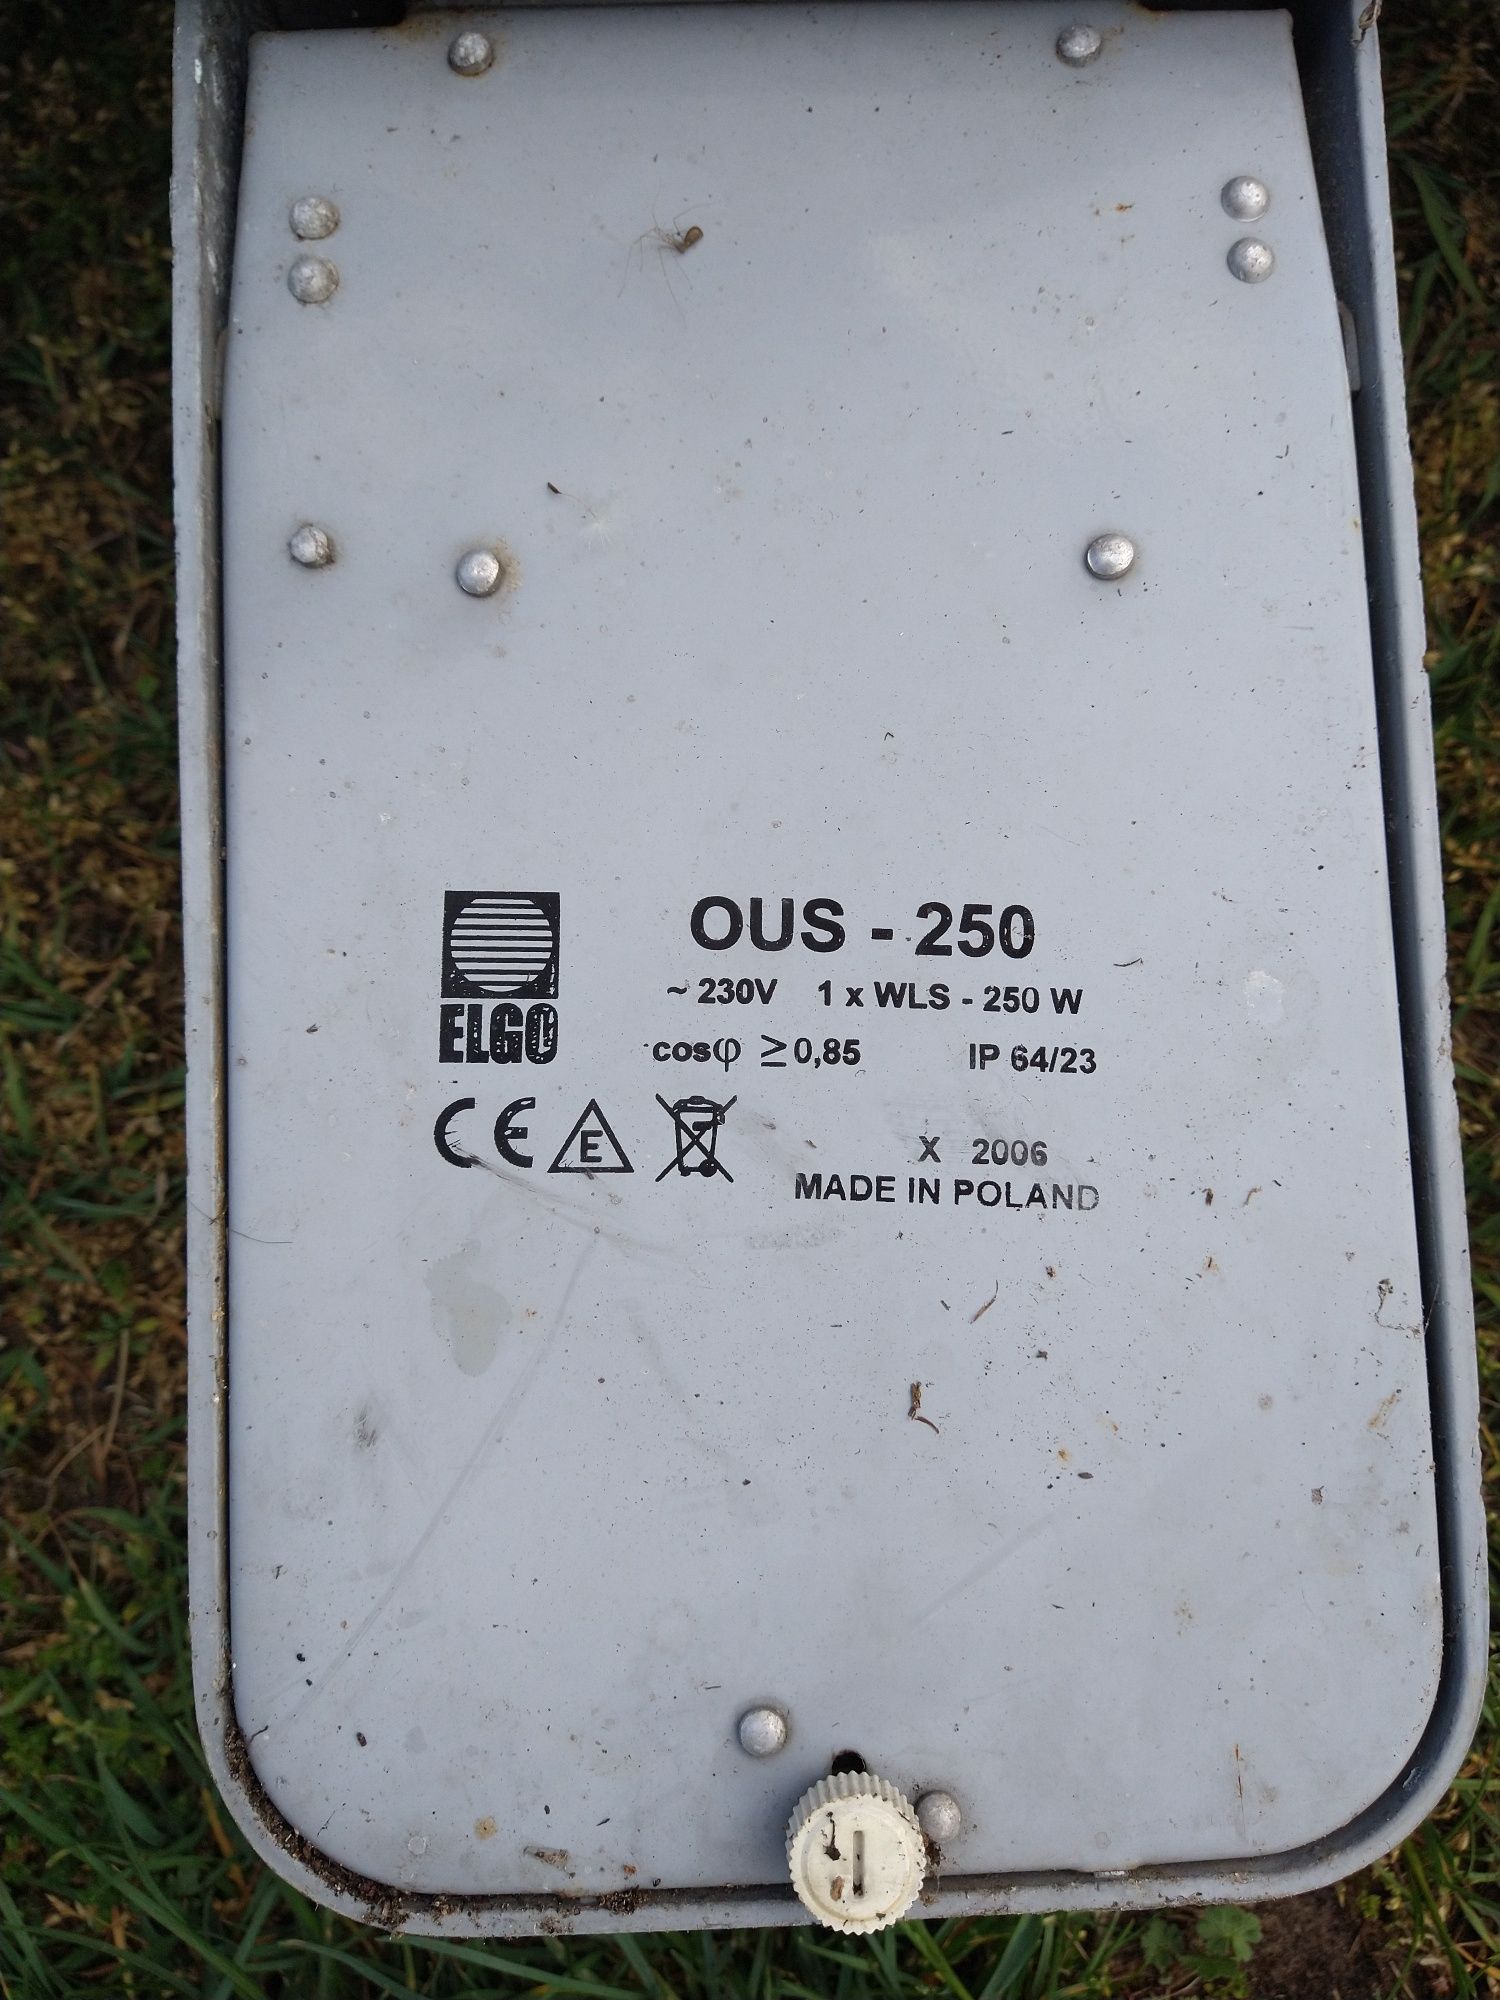 OUS - 250
~ 230V 1 x WLS - 250 W
ELGO
cosφ ≥ 0,85 IP 64/23
CE E
X 2006
MADE IN POLAND